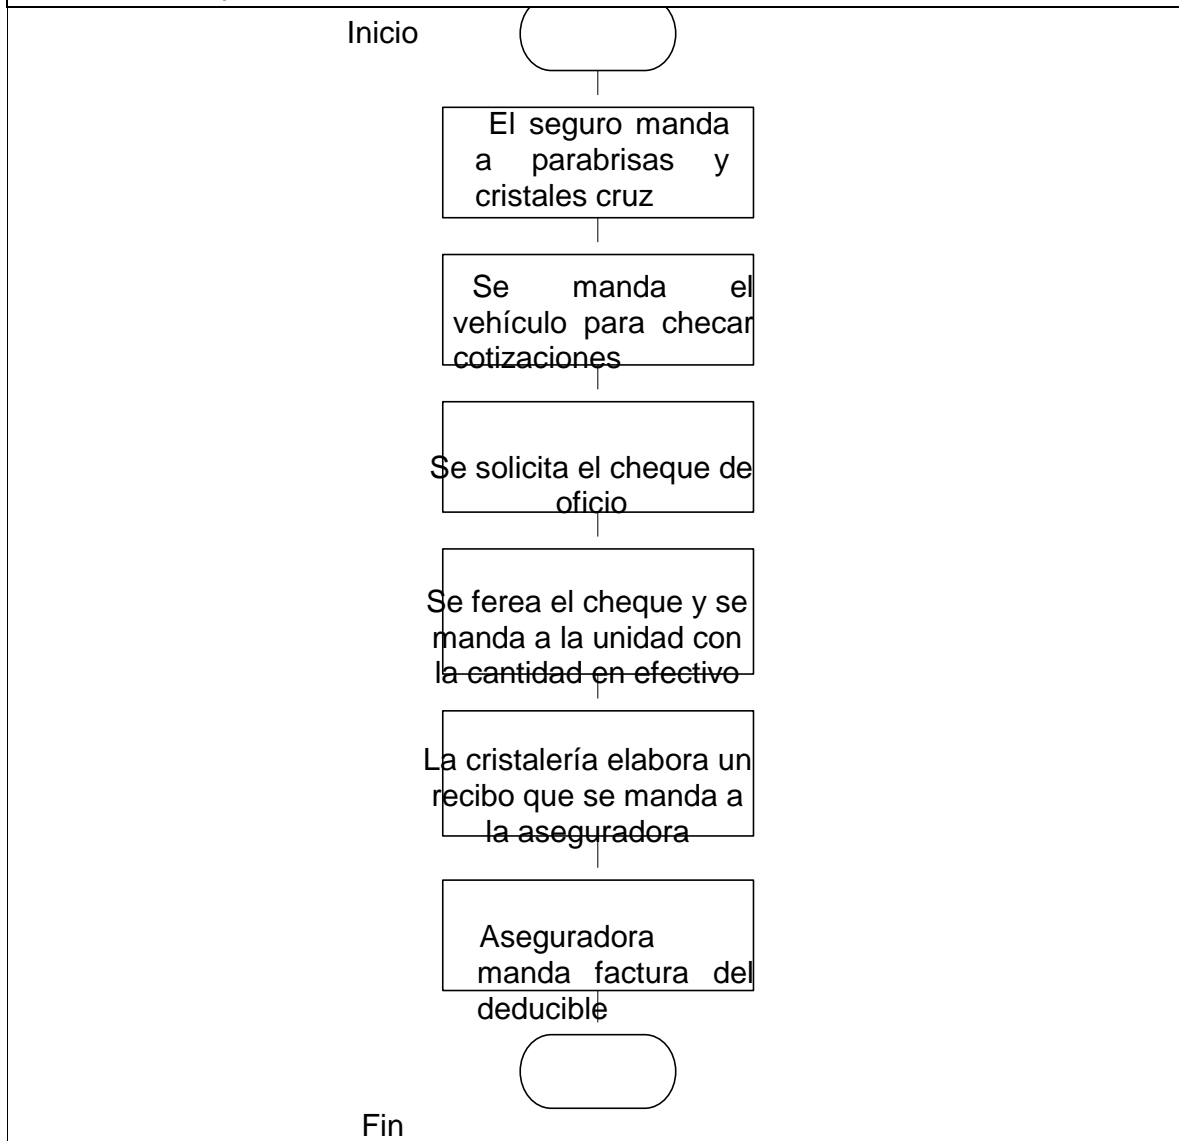 Inicio
El seguro manda
a parabrisas y
cristales cruz
Se manda el
vehículo para checar
cotizaciones
Se solicita el cheque de
oficio
Se ferea el cheque y se
manda a la unidad con
la cantidad en efectivo
La cristalería elabora un
recibo que se manda a
la aseguradora
Aseguradora
manda factura del
deducible
Fin